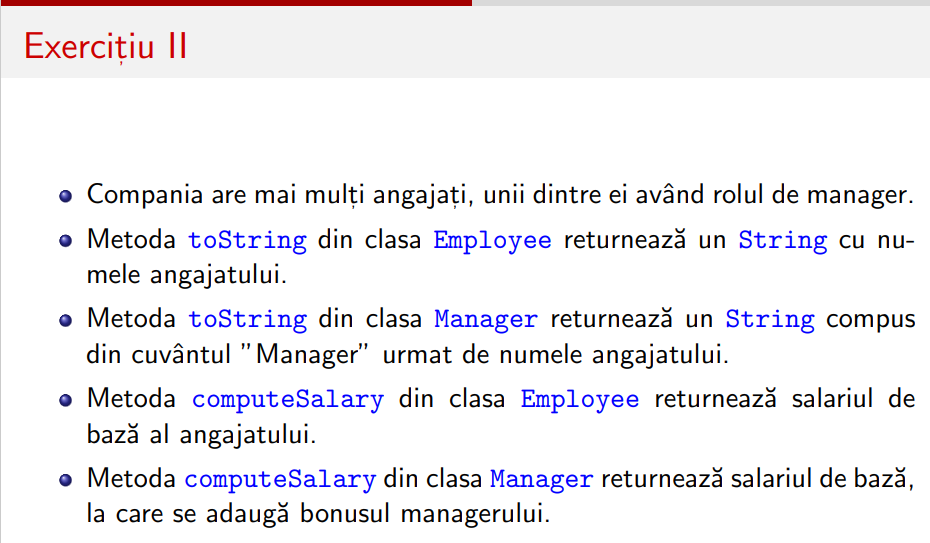 Exercițiu II
Compania are mai mulți angajați, unii dintre ei având rolul de manager.
Metoda toString din clasa Employee returnează un String cu nu-
mele angajatului.
Metoda toString din clasa Manager returnează un String compus
din cuvântul ”Manager” urmat de numele angajatului.
Metoda computeSalary din clasa Employee returnează salariul de
bază al angajatului.
Metoda computeSalary din clasa Manager returnează salariul de bază,
la care se adaugă bonusul managerului.